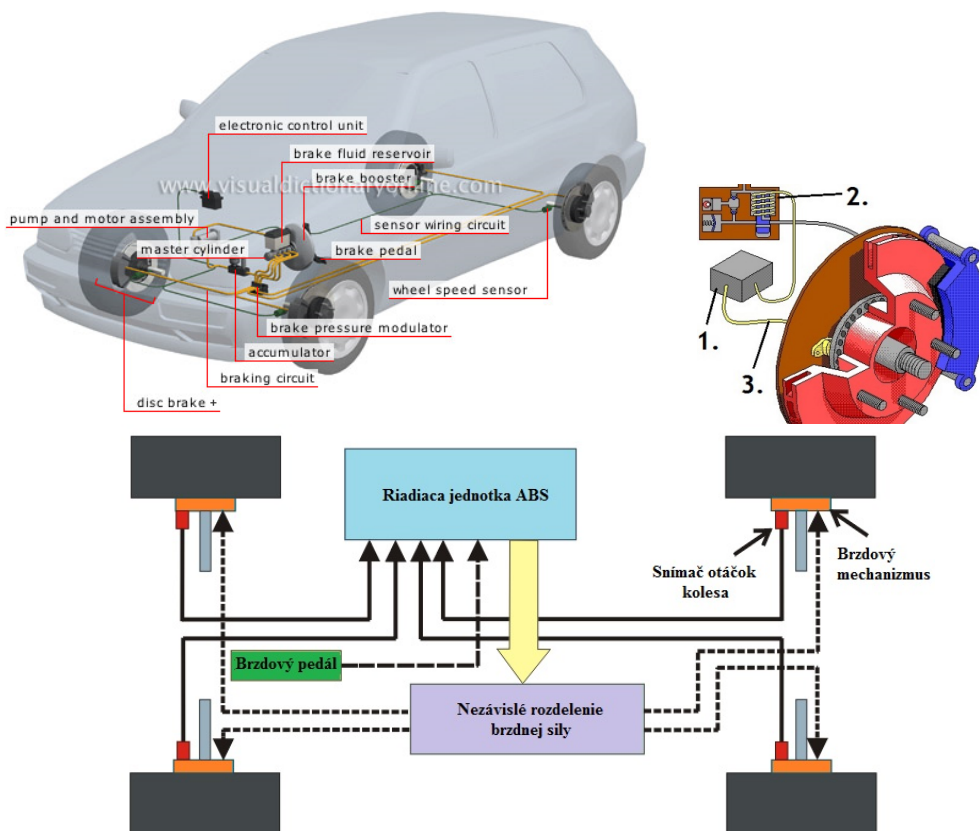 electronic control unit
brake fluid reservoir
brake booster
www.visualdictionaryonline.com
pump and motor assembly
sensor wiring circuit
master cylinder
brake pedal
wheel speed sensor
brake pressure modulator
accumulator
braking circuit
disc brake +
2.
1.
3.
Riadiaca jednotka ABS
Snímač otáčok
kolesa
Brzdový
mechanizmus
Brzdový pedál
Nezávislé rozdelenie
brzdnej sily